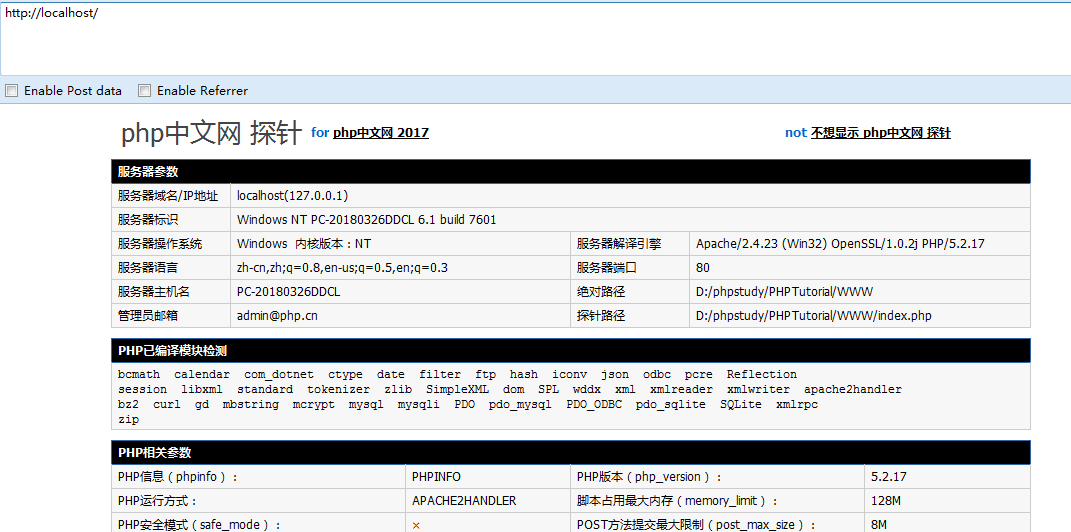 http://localhost/
Enable Post data Enable Referrer
php中文网 探针 for php中文网 2017 not 不想显示 php中文网 探针
服务器参数
服务器域名/IP地址 localhost(127.0.0.1)
服务器标识 Windows NT PC-20180326DDCL 6.1 build 7601
服务器操作系统 Windows 内核版本：NT 服务器解译引擎 Apache/2.4.23 (Win32) OpenSSL/1.0.2j PHP/5.2.17
服务器语言 zh-cn,zh;q=0.8,en-us;q=0.5,en;q=0.3 服务器端口 80
服务器主机名 PC-20180326DDCL 绝对路径 D:/phpstudy/PHPTutorial/WWW
管理员邮箱 admin@php.cn 探针路径 D:/phpstudy/PHPTutorial/WWW/index.php
PHP已编译模块检测
bcmath calendar com_dotnet ctype date filter ftp hash iconv json odbc pcre Reflection
session libxml standard tokenizer zlib SimpleXML dom SPL wddx xml xmlreader xmlwriter apache2handler
bz2 curl gd mbstring mcrypt mysql mysqli PDO pdo_mysql PDO_ODBC pdo_sqlite SQLite xmlrpc
zip
PHP相关参数
PHP信息（phpinfo）： PHPINFO PHP版本（php_version）： 5.2.17
PHP运行方式： APACHE2HANDLER 脚本占用最大内存（memory_limit）： 128M
PHP安全模式（safe_mode）： × POST方法提交最大限制（post_max_size）： 8M